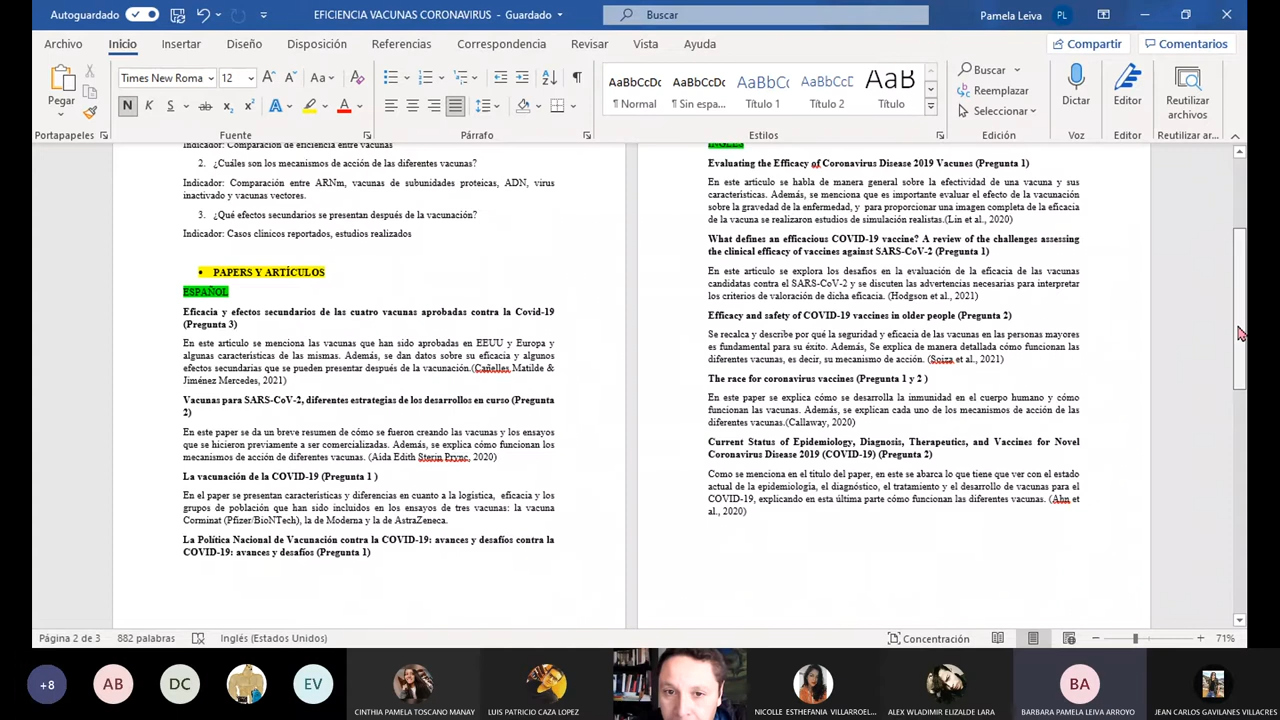 Autoguardado
EFICIENCIA VACUNAS CORONAVIRUS - Guardado
Buscar
Pamela Leiva
PL
Archivo
Inicio
Insertar
Diseño
Disposición
Referencias
Correspondencia
Revisar
Vista
Ayuda
Compartir
Comentarios
Times New Roma
12
Pegar
AaBbCcDc
AaBbCcDc
AaBbCc
AaBbCcD
AaB
¶ Normal
¶ Sin espa...
Título 1
Título 2
Título
Buscar
Reemplazar
Seleccionar
Dictar
Editor
Reutilizar
archivos
Portapapeles
Fuente
Párrafo
Estilos
Edición
Voz
Editor
Reutilizar ar...
Indicador: Comparación de eficiencia entre vacunas
2. ¿Cuáles son los mecanismos de acción de las diferentes vacunas?
Indicador: Comparación entre ARNm, vacunas de subunidades proteicas, ADN, virus
inactivado y vacunas vectores.
3. ¿Qué efectos secundarios se presentan después de la vacunación?
Indicador: Casos clínicos reportados, estudios realizados
• PAPERS Y ARTÍCULOS
ESPAÑOL
Eficacia y efectos secundarios de las cuatro vacunas aprobadas contra la Covid-19
(Pregunta 3)
En este artículo se menciona las vacunas que han sido aprobadas en EEUU y Europa y
algunas características de las mismas. Además, se dan datos sobre su eficacia y algunos
efectos secundarios que se pueden presentar después de la vacunación.(Cañelles Matilde &
Jiménez Mercedes, 2021)
Vacunas para SARS-CoV-2, diferentes estrategias de los desarrollos en curso (Pregunta
2)
En este paper se da un breve resumen de cómo se fueron creando las vacunas y los ensayos
que se hicieron previamente a ser comercializadas. Además, se explica cómo funcionan los
mecanismos de acción de diferentes vacunas. (Aida Edith Sterin Prync, 2020)
La vacunación de la COVID-19 (Pregunta 1 )
En el paper se presentan características y diferencias en cuanto a la logística, eficacia y los
grupos de población que han sido incluidos en los ensayos de tres vacunas: la vacuna
Corminat (Pfizer/BioNTech), la de Moderna y la de AstraZeneca.
La Política Nacional de Vacunación contra la COVID-19: avances y desafíos contra la
COVID-19: avances y desafíos (Pregunta 1)
INGLÉS
Evaluating the Efficacy of Coronavirus Disease 2019 Vacunes (Pregunta 1)
En este artículo se habla de manera general sobre la efectividad de una vacuna y sus
características. Además, se menciona que es importante evaluar el efecto de la vacunación
sobre la gravedad de la enfermedad, y para proporcionar una imagen completa de la eficacia
de la vacuna se realizaron estudios de simulación realistas.(Lin et al., 2020)
What defines an efficacious COVID-19 vaccine? A review of the challenges assessing
the clinical efficacy of vaccines against SARS-CoV-2 (Pregunta 1)
En este artículo se explora los desafíos en la evaluación de la eficacia de las vacunas
candidatas contra el SARS-CoV-2 y se discuten las advertencias necesarias para interpretar
los criterios de valoración de dicha eficacia. (Hodgson et al., 2021)
Efficacy and safety of COVID-19 vaccines in older people (Pregunta 2)
Se recalca y describe por qué la seguridad y eficacia de las vacunas en las personas mayores
es fundamental para su éxito. Además, Se explica de manera detallada cómo funcionan las
diferentes vacunas, es decir, su mecanismo de acción. (Soiza et al., 2021)
The race for coronavirus vaccines (Pregunta 1 y 2 )
En este paper se explica cómo se desarrolla la inmunidad en el cuerpo humano y cómo
funcionan las vacunas. Además, se explican cada uno de los mecanismos de acción de las
diferentes vacunas.(Callaway, 2020)
Current Status of Epidemiology, Diagnosis, Therapeutics, and Vaccines for Novel
Coronavirus Disease 2019 (COVID-19) (Pregunta 2)
Como se menciona en el título del paper, en este se abarca lo que tiene que ver con el estado
actual de la epidemiología, el diagnóstico, el tratamiento y el desarrollo de vacunas para el
COVID-19, explicando en esta última parte cómo funcionan las diferentes vacunas. (Ahn et
al., 2020)
Página 2 de 3
882 palabras
Inglés (Estados Unidos)
Concentración
71%
+8
AB
DC
EV
BA
CINTHIA PAMELA TOSCANO MANAY
LUIS PATRICIO CAZA LOPEZ
NICOLLE ESTHEFANIA VILLARROEL...
ALEX WLADIMIR ELIZALDE LARA
BARBARA PAMELA LEIVA ARROYO
JEAN CARLOS GAVILANES VILLACRES